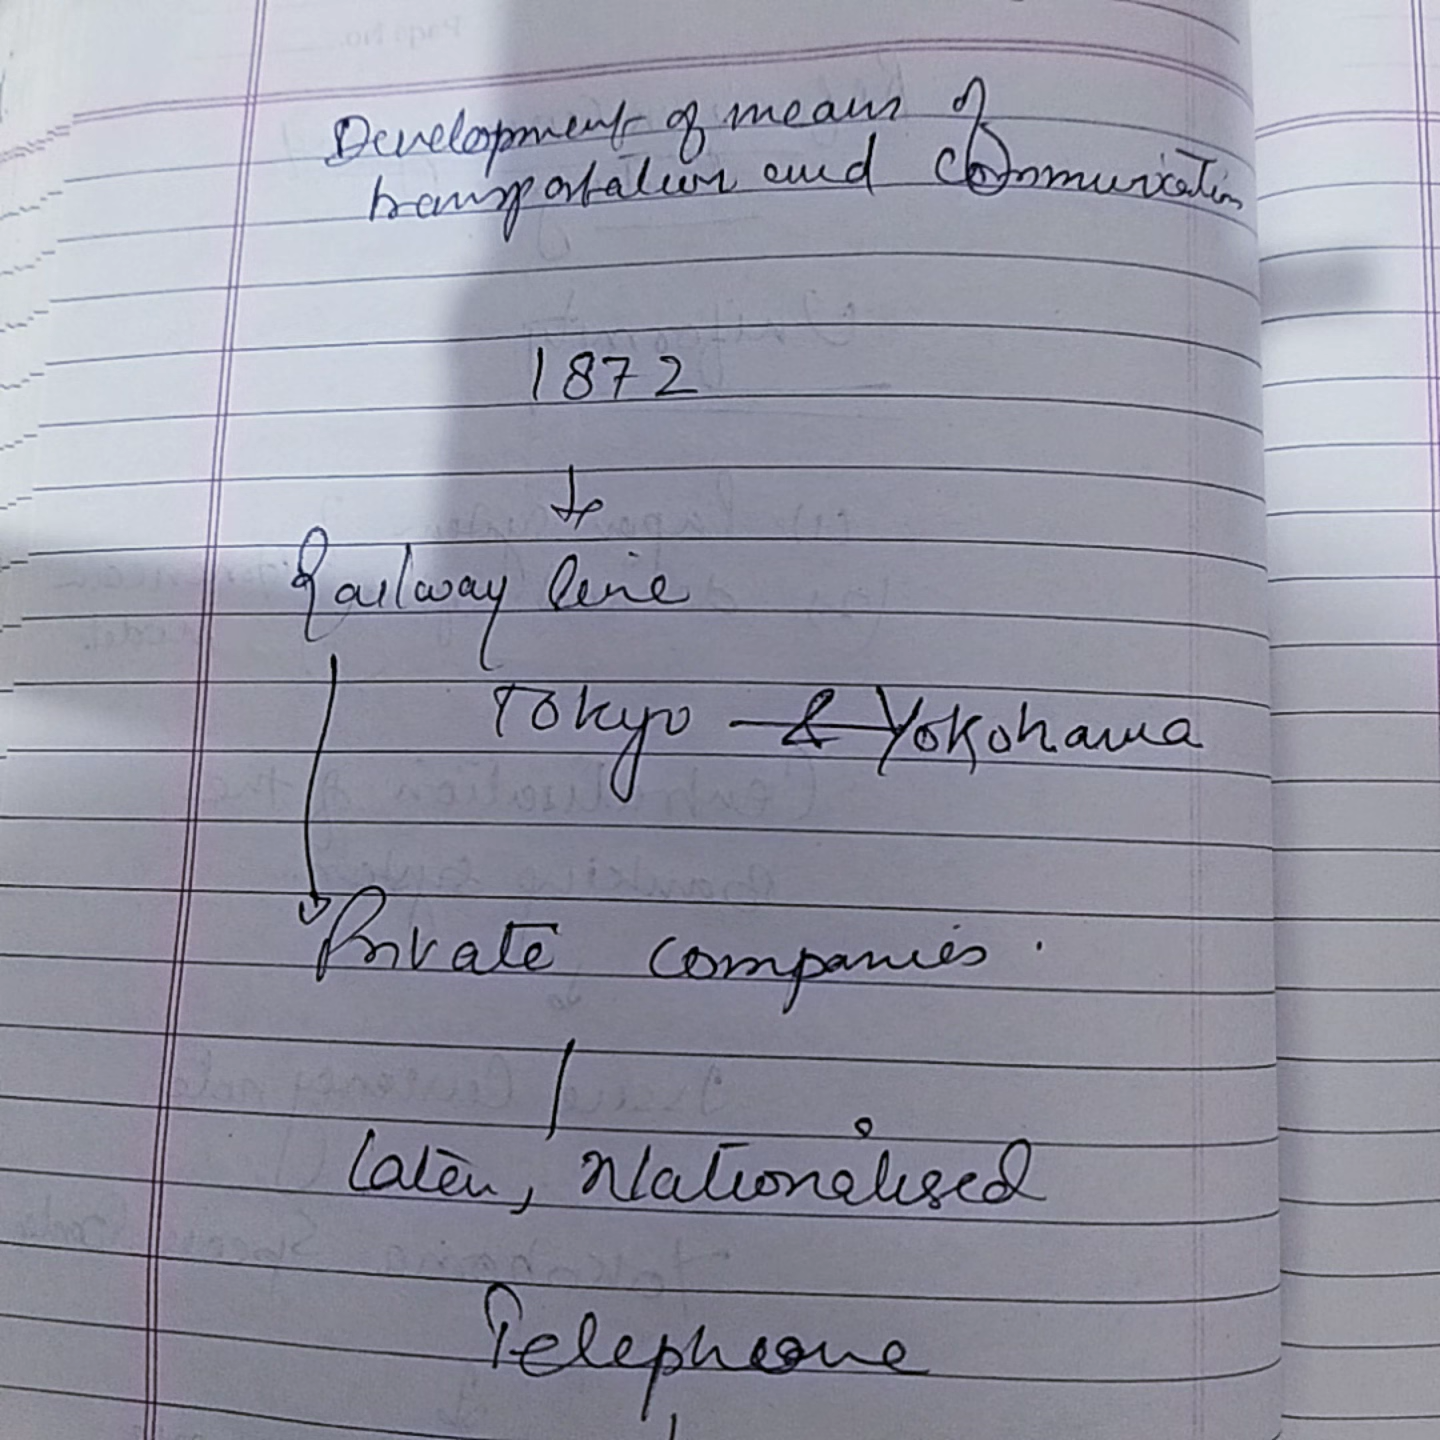 Development of means of
transportation and communication
1872
Railway line
Tokyo & Yokohama
Private companies.
Later, Nationalised
Telephone